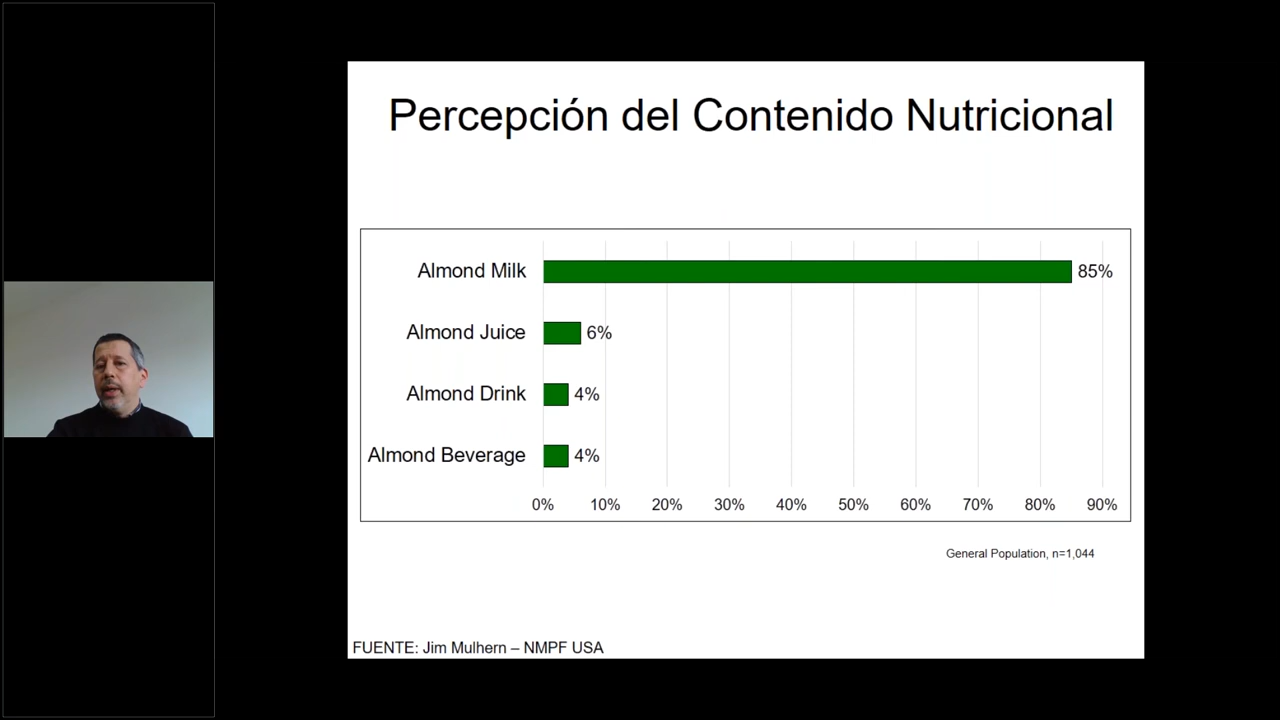 Percepción del Contenido Nutricional
Almond Milk 85%
Almond Juice 6%
Almond Drink 4%
Almond Beverage 4%
0% 10% 20% 30% 40% 50% 60% 70% 80% 90%
General Population, n=1,044
FUENTE: Jim Mulhern – NMPF USA